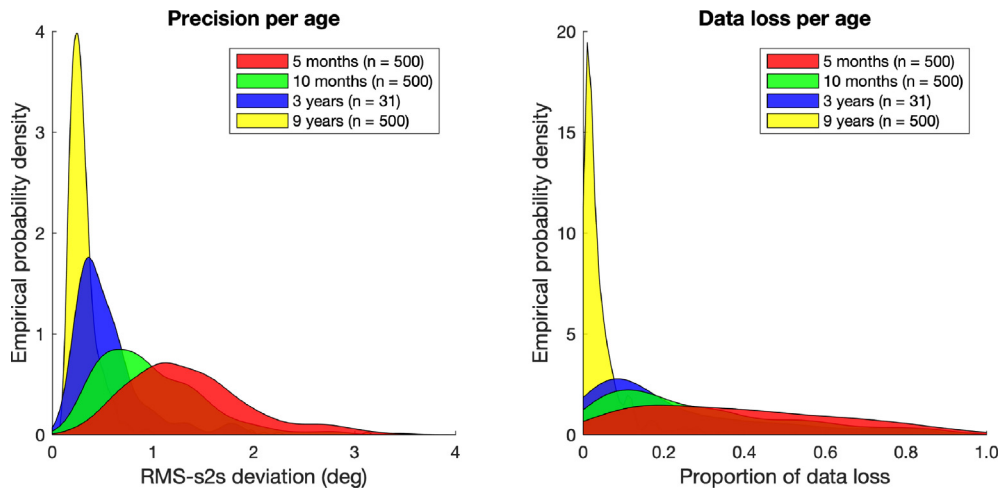 Precision per age
4
3
2
1
0
Empirical probability density
5 months (n = 500)
10 months (n = 500)
3 years (n = 31)
9 years (n = 500)
0 1 2 3 4
RMS-s2s deviation (deg)
Data loss per age
20
15
10
5
0
Empirical probability density
5 months (n = 500)
10 months (n = 500)
3 years (n = 31)
9 years (n = 500)
0 0.2 0.4 0.6 0.8 1.0
Proportion of data loss